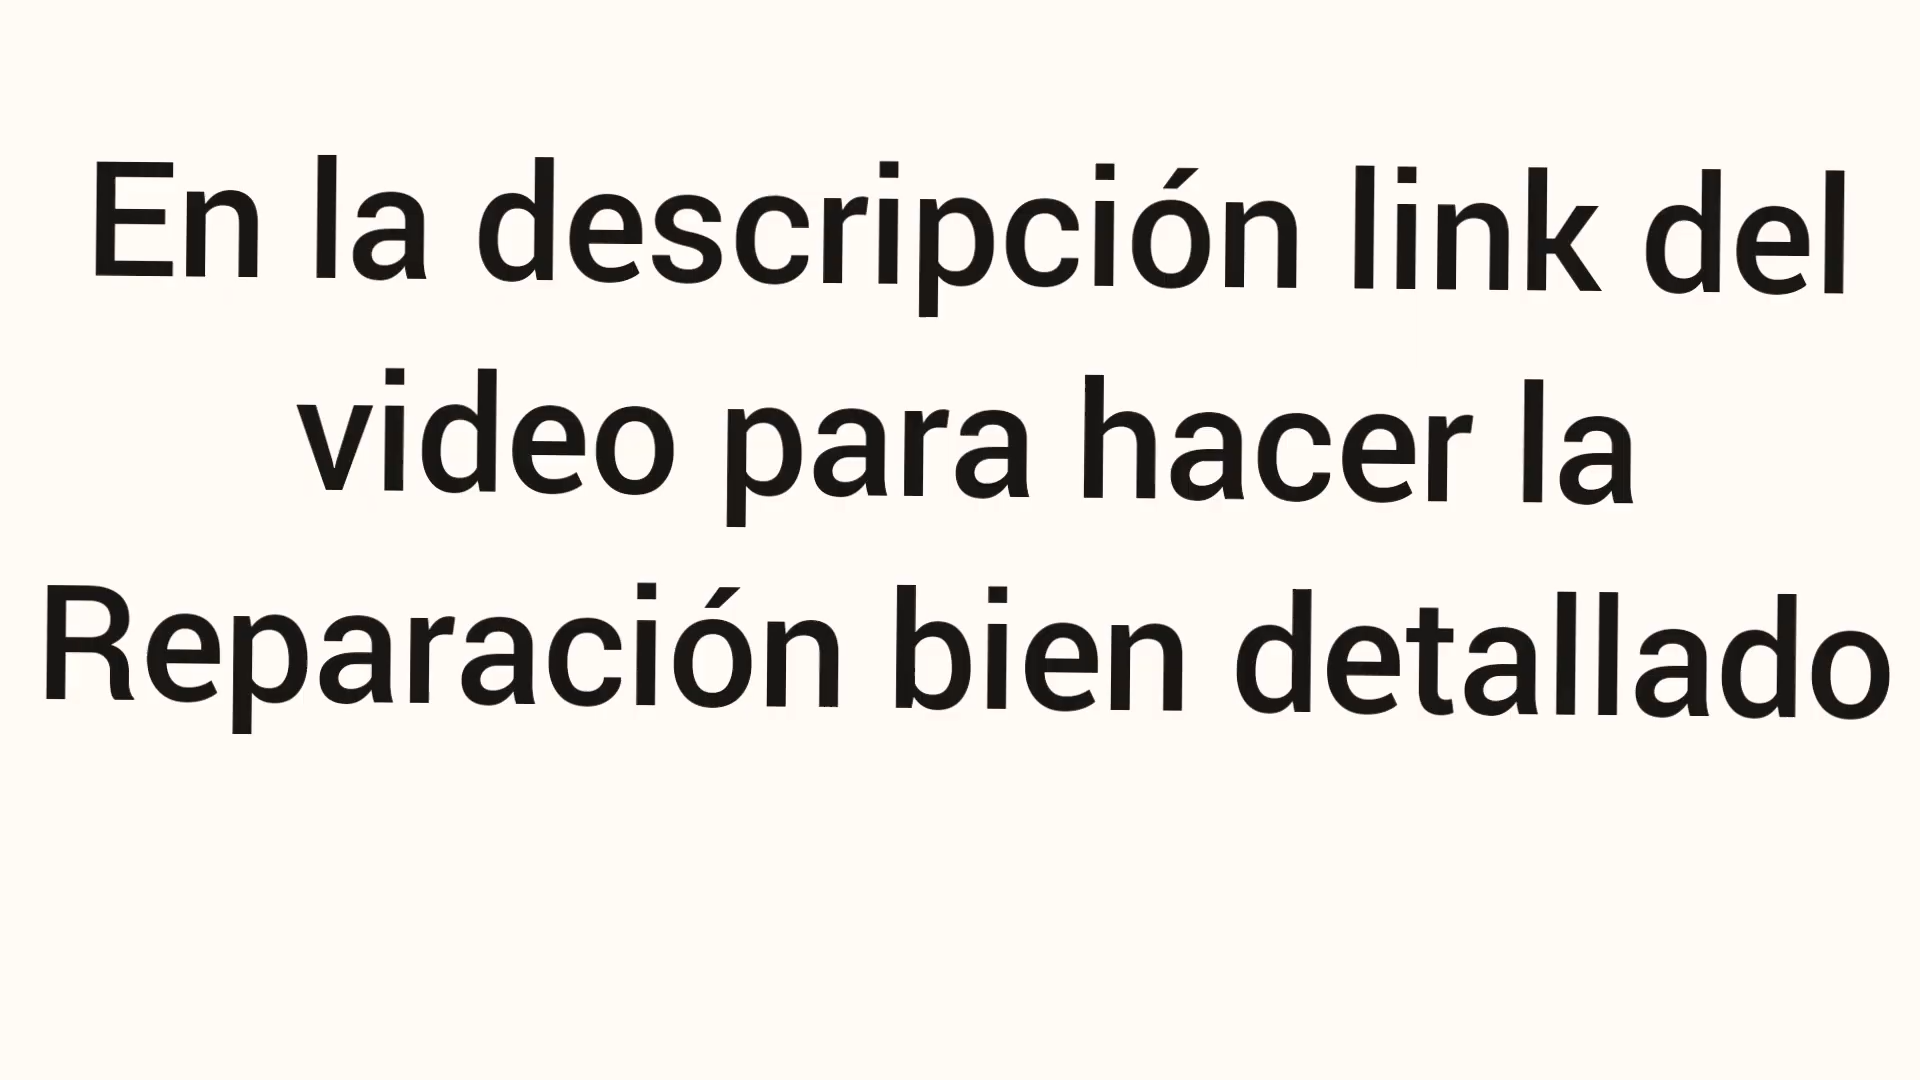 En la descripción link del
video para hacer la
Reparación bien detallado